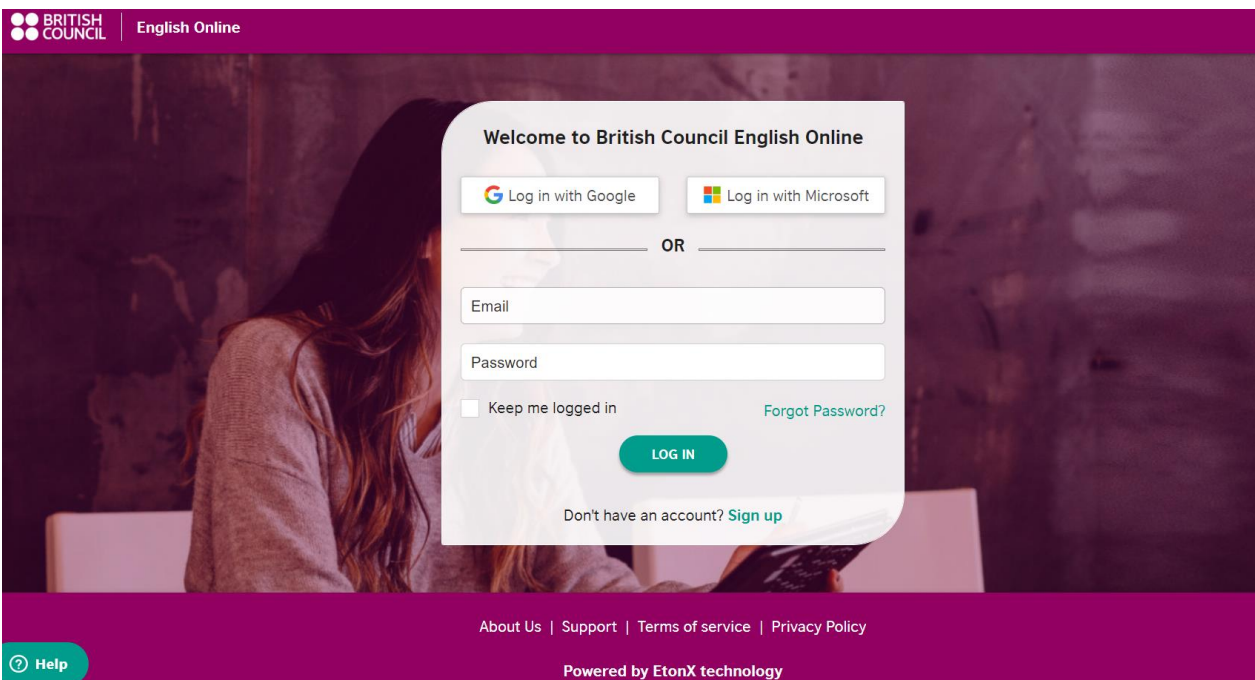 BRITISH
COUNCIL
English Online
Welcome to British Council English Online
Log in with Google
Log in with Microsoft
OR
Email
Password
Keep me logged in
Forgot Password?
LOG IN
Don't have an account? Sign up
About Us | Support | Terms of service | Privacy Policy
? Help
Powered by EtonX technology